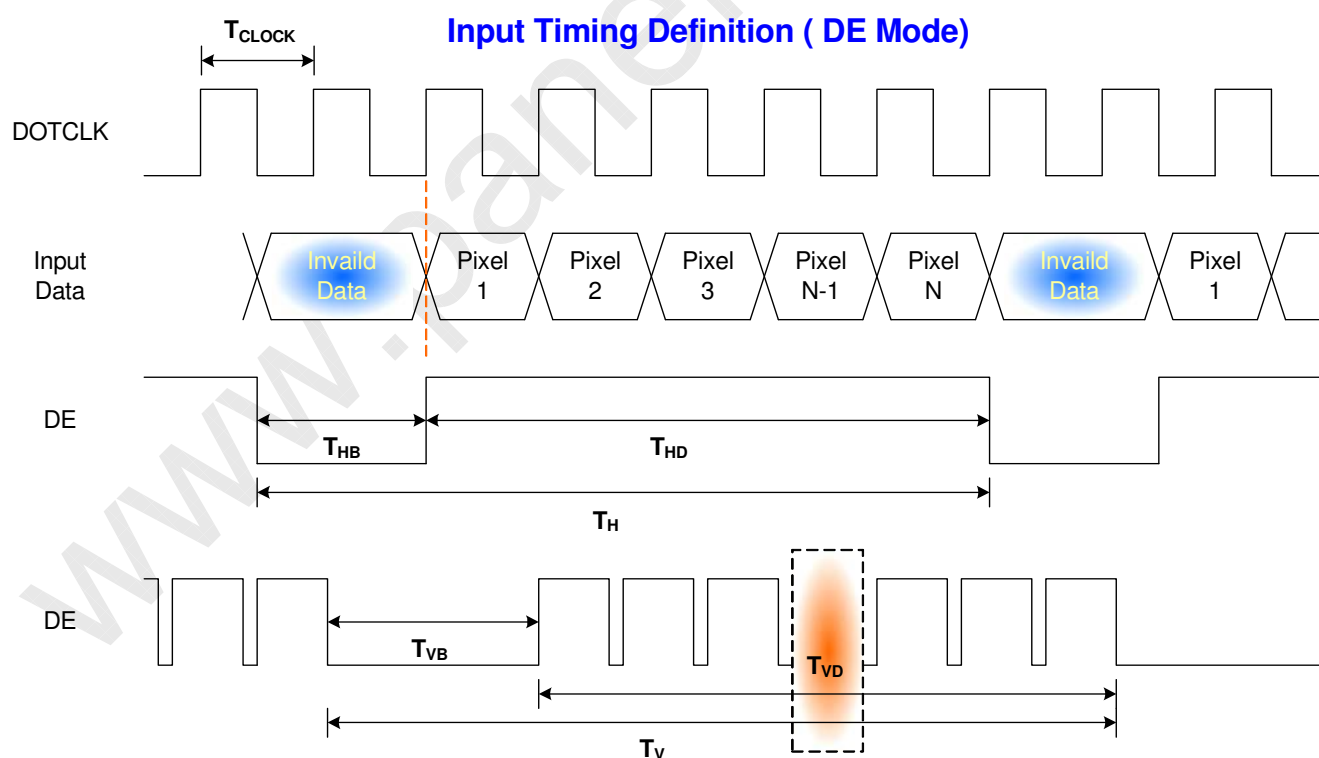 Input Timing Definition ( DE Mode)
TCLOCK
DOTCLK
Input
Data
Invaild
Data
Pixel
1
Pixel
2
Pixel
3
Pixel
N-1
Pixel
N
Invaild
Data
Pixel
1
DE
THB
THD
TH
DE
TVB
TVD
TV
www.pane